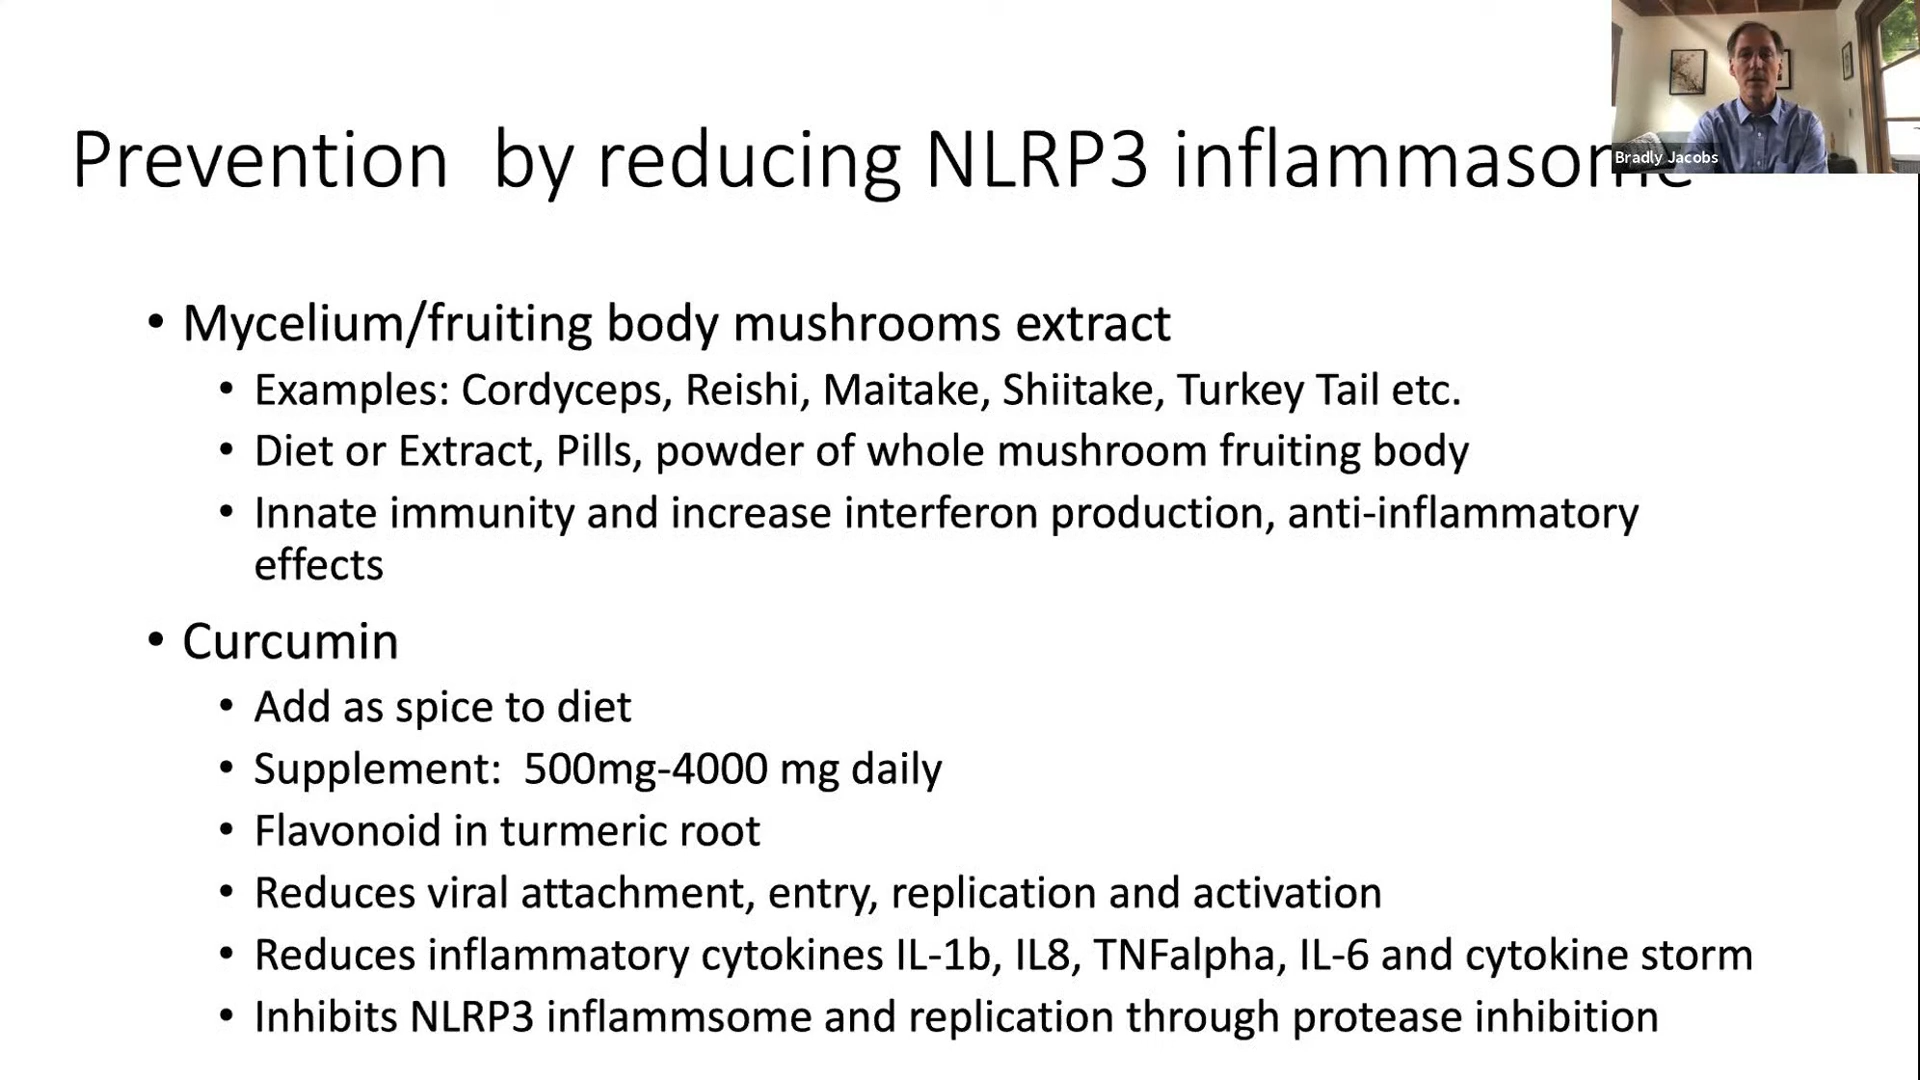 Prevention by reducing NLRP3 inflammasome
Bradly Jacobs
• Mycelium/fruiting body mushrooms extract
• Examples: Cordyceps, Reishi, Maitake, Shiitake, Turkey Tail etc.
• Diet or Extract, Pills, powder of whole mushroom fruiting body
• Innate immunity and increase interferon production, anti-inflammatory
effects
• Curcumin
• Add as spice to diet
• Supplement: 500mg-4000 mg daily
• Flavonoid in turmeric root
• Reduces viral attachment, entry, replication and activation
• Reduces inflammatory cytokines IL-1b, IL8, TNFalpha, IL-6 and cytokine storm
• Inhibits NLRP3 inflammsome and replication through protease inhibition